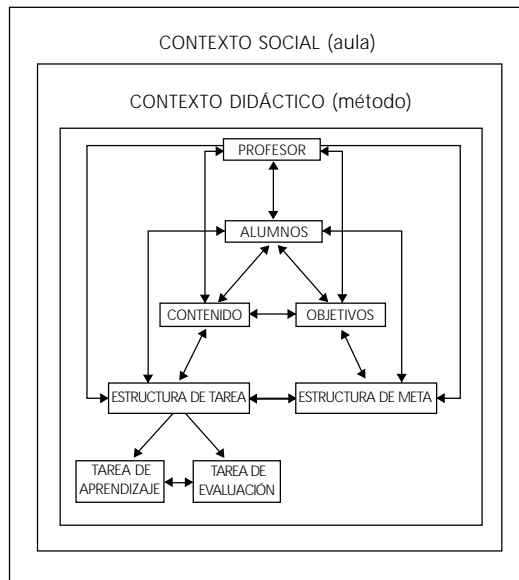 CONTEXTO SOCIAL (aula)
CONTEXTO DIDÁCTICO (método)
PROFESOR
ALUMNOS
CONTENIDO
OBJETIVOS
ESTRUCTURA DE TAREA
ESTRUCTURA DE META
TAREA DE
APRENDIZAJE
TAREA DE
EVALUACIÓN